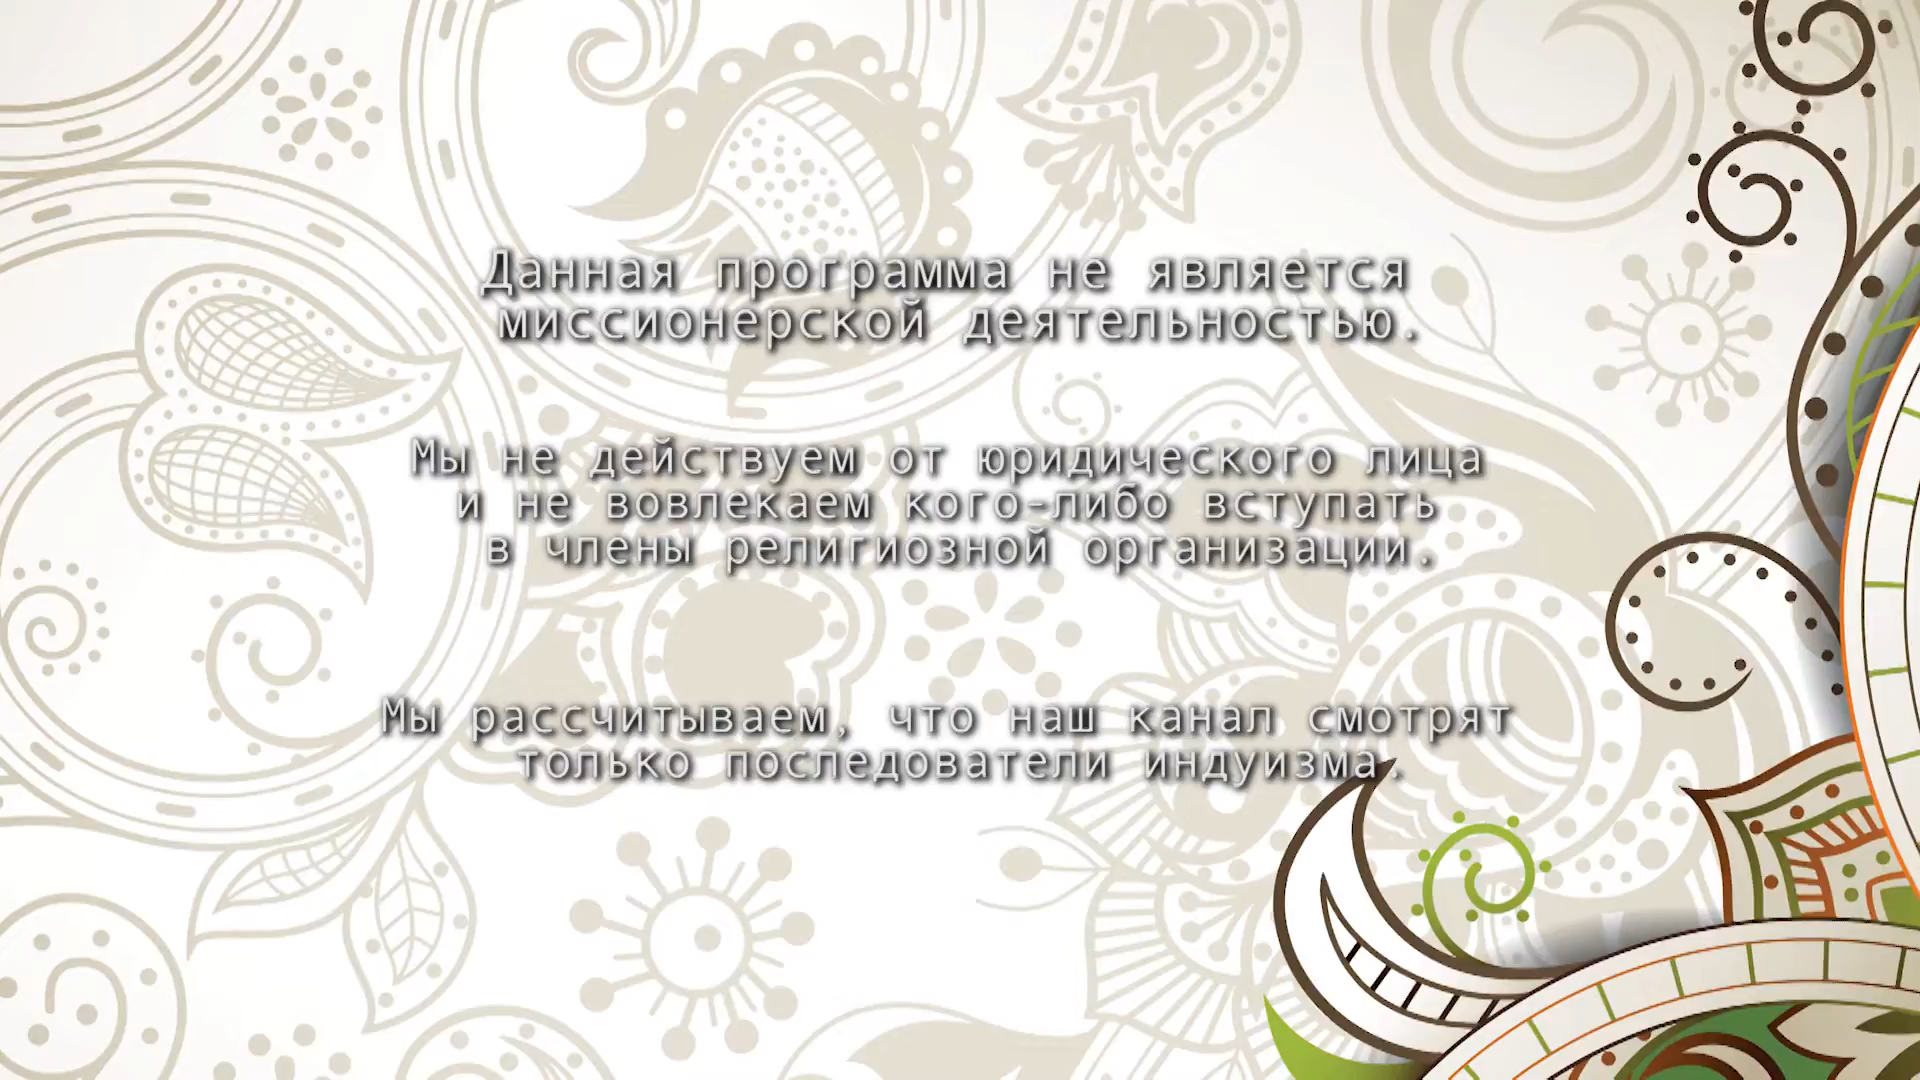 Данная программа не является
миссионерской деятельностью.
Мы не действуем от юридического лица
и не вовлекаем кого-либо вступать
в члены религиозной организации.
Мы рассчитываем, что наш канал смотрят
только последователи индуизма.